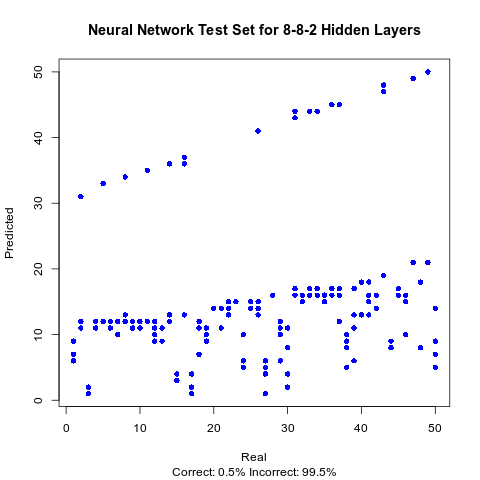 Neural Network Test Set for 8-8-2 Hidden Layers
Predicted
50
40
30
20
10
0
0 10 20 30 40 50
Real
Correct: 0.5% Incorrect: 99.5%